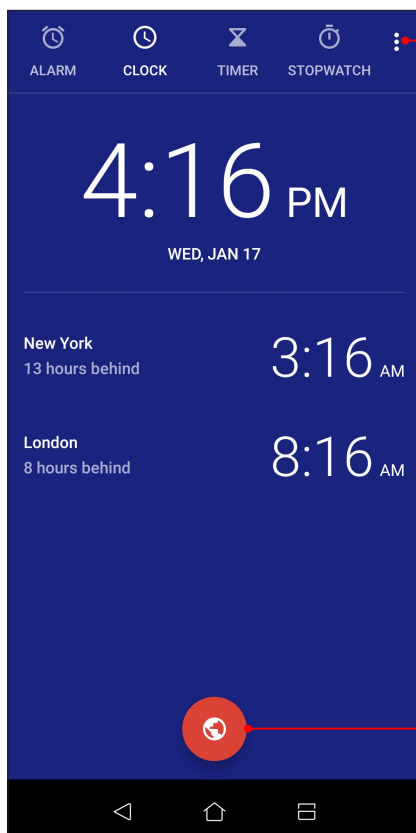 ALARM CLOCK TIMER STOPWATCH
4:16 PM
WED, JAN 17
New York
13 hours behind
3:16 AM
London
8 hours behind
8:16 AM